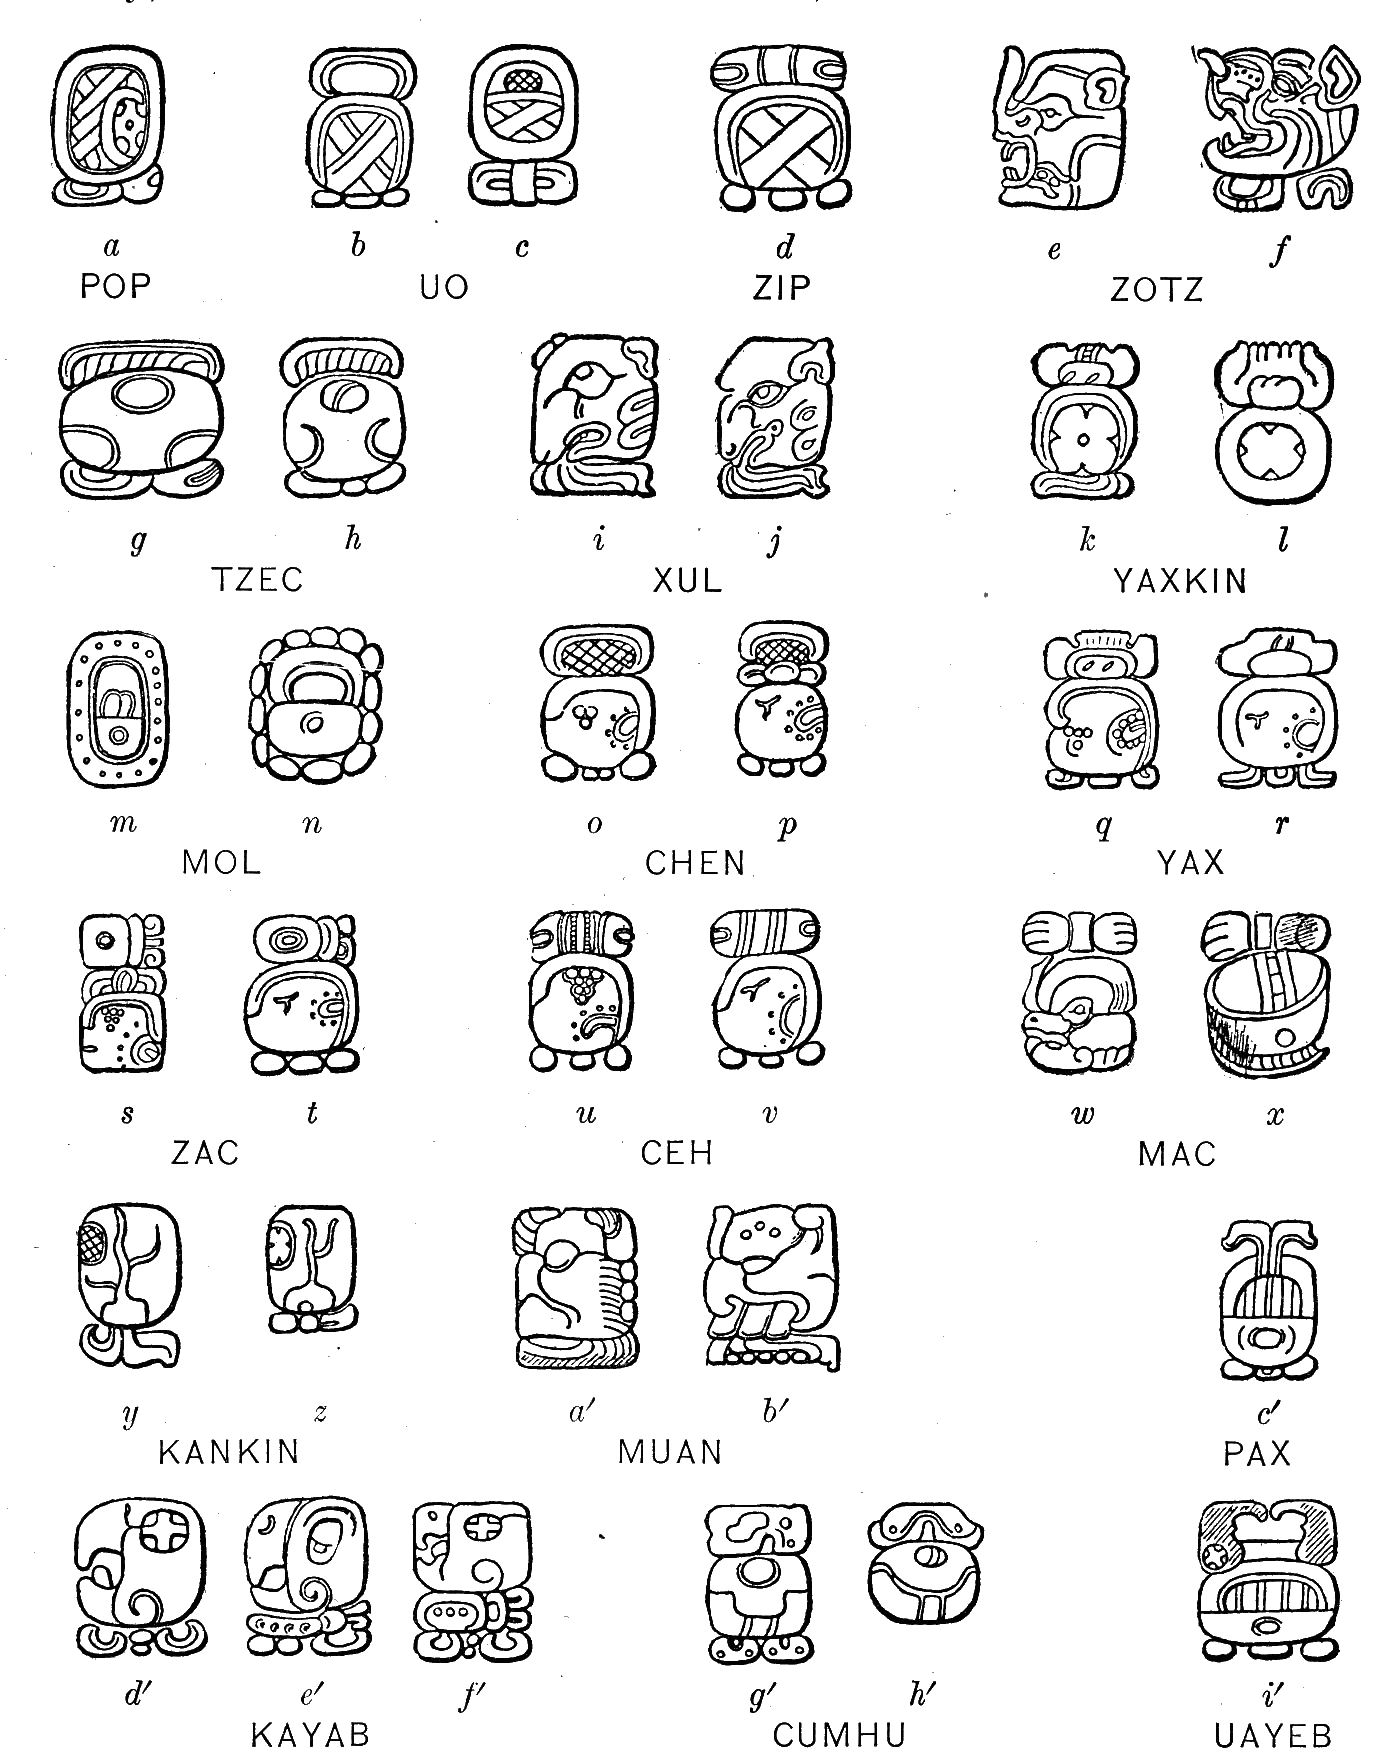 a b c d e f
POP UO ZIP ZOTZ
g h i j k l
TZEC XUL YAXKIN
m n o p q r
MOL CHEN YAX
s t u v w x
ZAC CEH MAC
y z a′ b′ c′
KANKIN MUAN PAX
d′ e′ f′ g′ h′ i′
KAYAB CUMHU UAYEB